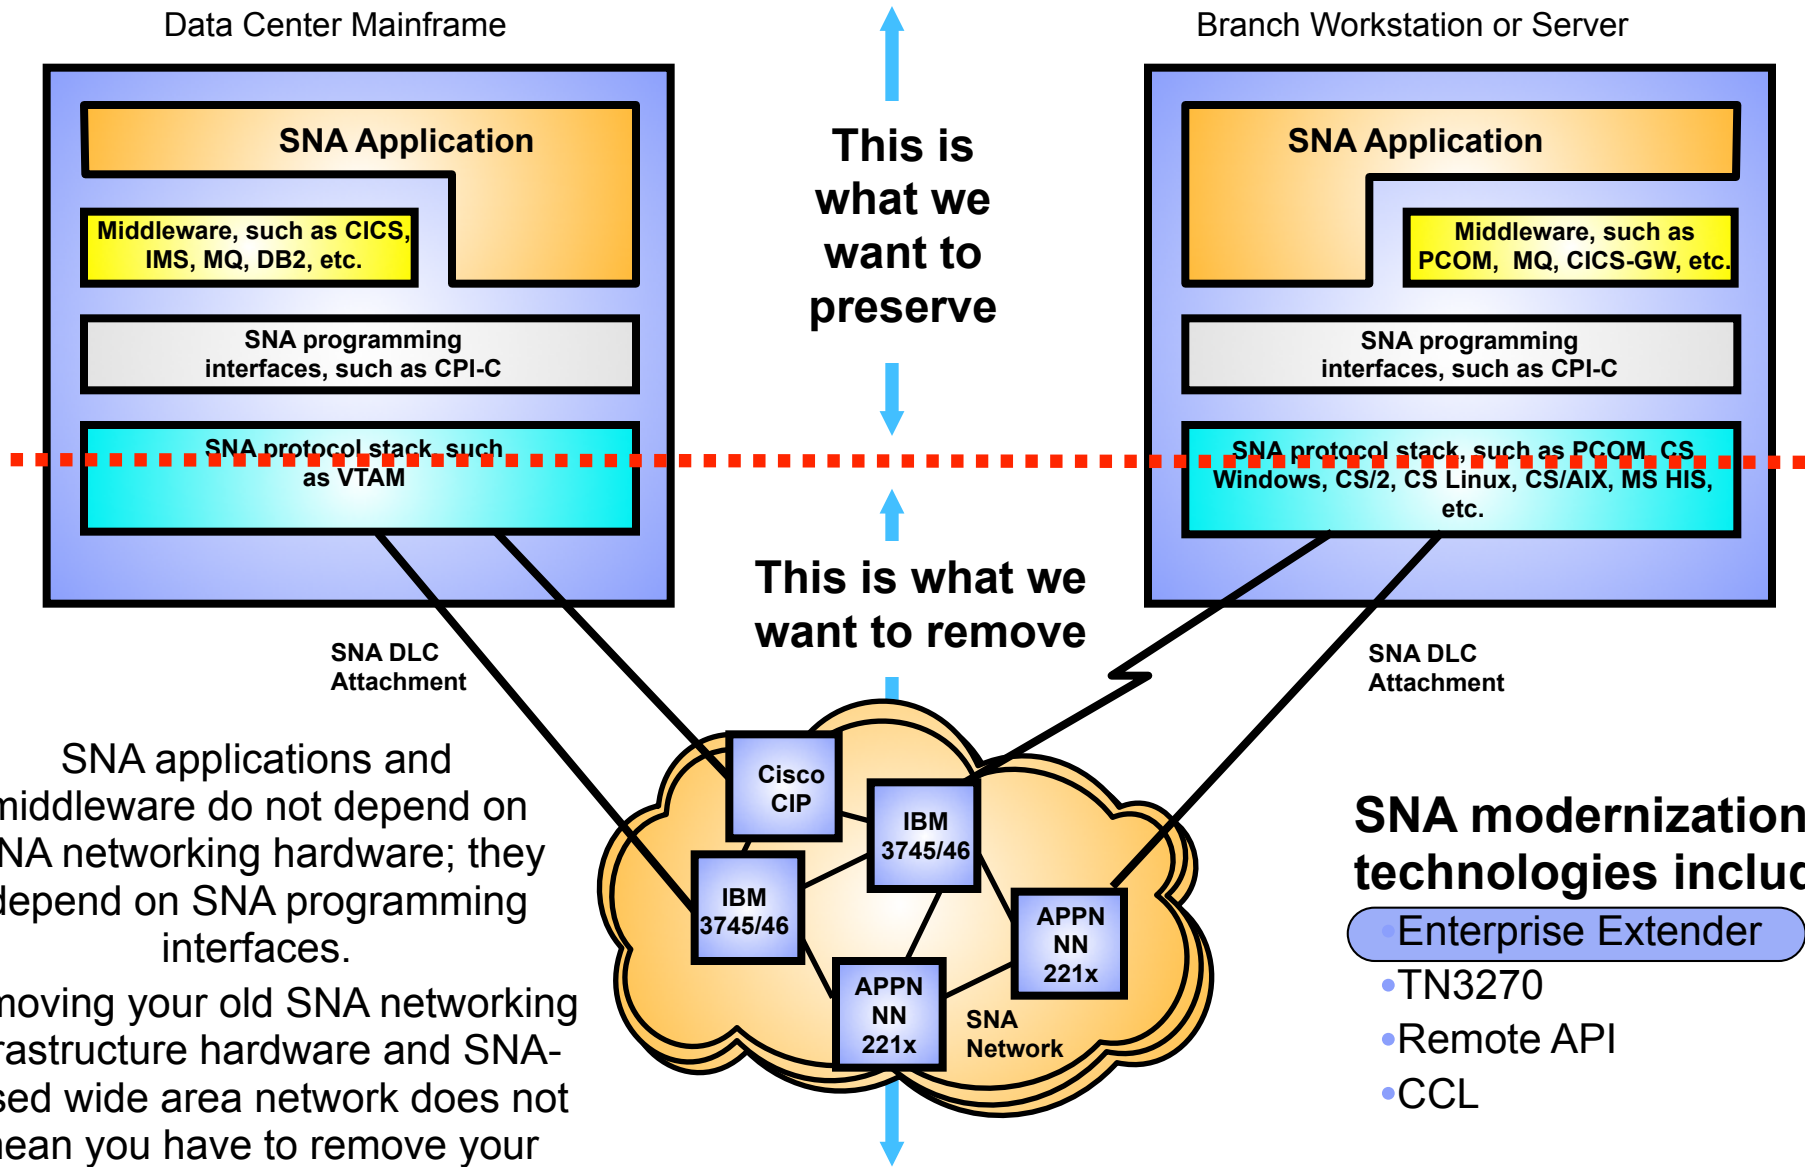 Data Center Mainframe
Branch Workstation or Server
SNA Application
Middleware, such as CICS,
IMS, MQ, DB2, etc.
SNA programming
interfaces, such as CPI-C
SNA protocol stack, such
as VTAM
This is
what we
want to
preserve
This is what we
want to remove
SNA Application
Middleware, such as
PCOM, MQ, CICS-GW, etc.
SNA programming
interfaces, such as CPI-C
SNA protocol stack, such as PCOM, CS
Windows, CS/2, CS Linux, CS/AIX, MS HIS,
etc.
SNA DLC
Attachment
SNA DLC
Attachment
SNA applications and
middleware do not depend on
NA networking hardware; they
depend on SNA programming
interfaces.
moving your old SNA networking
rastructure hardware and SNA-
sed wide area network does not
mean you have to remove your
Cisco
CIP
IBM
3745/46
IBM
3745/46
APPN
NN
221x
APPN
NN
221x
SNA
Network
SNA modernization
technologies includ
•Enterprise Extender
•TN3270
•Remote API
•CCL